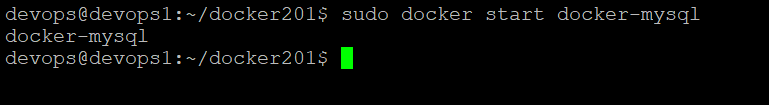 devops@devops1:~/docker201$ sudo docker start docker-mysql
docker-mysql
devops@devops1:~/docker201$